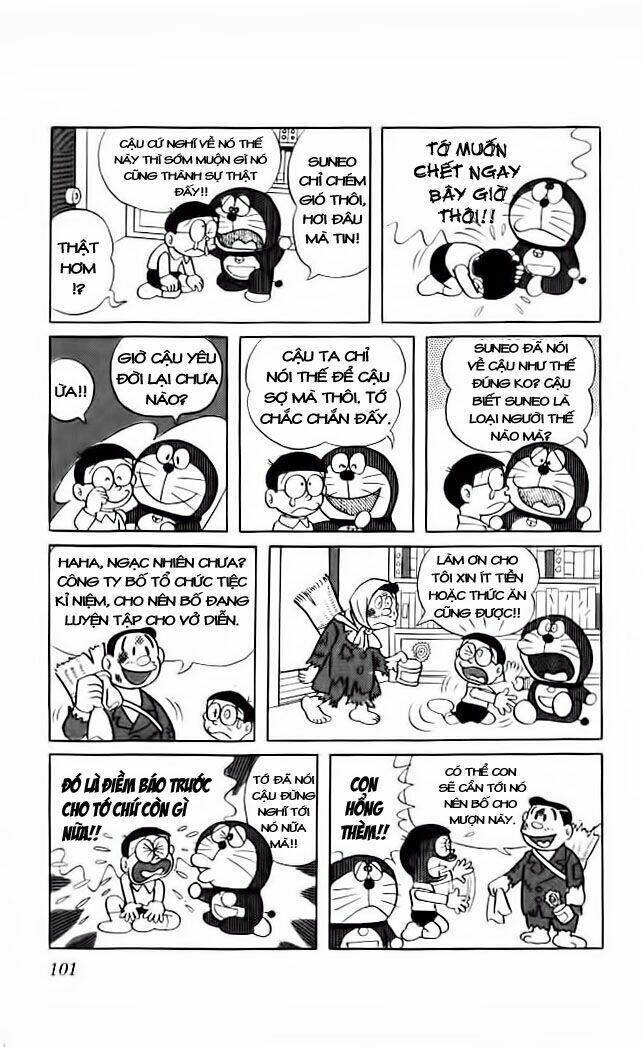 TỚ MUỐN
CHẾT NGAY
BÂY GIỜ
THÔI!!
SUNEO
CHỈ CHÉM
GIÓ THÔI,
HƠI ĐÂU
MÀ TIN!
CẬU CỨ NGHĨ VỀ NÓ THẾ
NÀY THÌ SỚM MUỘN GÌ NÓ
CŨNG THÀNH SỰ THẬT
ĐẤY!!
THẬT
HƠM
!?
SUNEO ĐÃ NÓI
VỀ CẬU NHƯ THẾ
ĐÚNG KO? CẬU
BIẾT SUNEO LÀ
LOẠI NGƯỜI THẾ
NÀO MÀ?
CẬU TA CHỈ
NÓI THẾ ĐỂ CẬU
SỢ MÀ THÔI. TỚ
CHẮC CHẮN ĐẤY.
GIỜ CẬU YÊU
ĐỜI LẠI CHƯA
NÀO?
ỪA!!
LÀM ƠN CHO
TÔI XIN ÍT TIỀN
HOẶC THỨC ĂN
CŨNG ĐƯỢC!!
HAHA, NGẠC NHIÊN CHƯA?
CÔNG TY BỐ TỔ CHỨC TIỆC
KỈ NIỆM, CHO NÊN BỐ ĐANG
LUYỆN TẬP CHO VỞ DIỄN.
CÓ THỂ CON
SẼ CẦN TỚI NÓ
NÊN BỐ CHO
MƯỢN NÀY.
CON
HỔNG
THÈM!!
TỚ ĐÃ NÓI
CẬU ĐỪNG
NGHĨ TỚI
NÓ NỮA
MÀ!!
ĐÓ LÀ ĐIỀM BÁO TRƯỚC
CHO TỚ CHỨ CÒN GÌ
NỮA!!
101